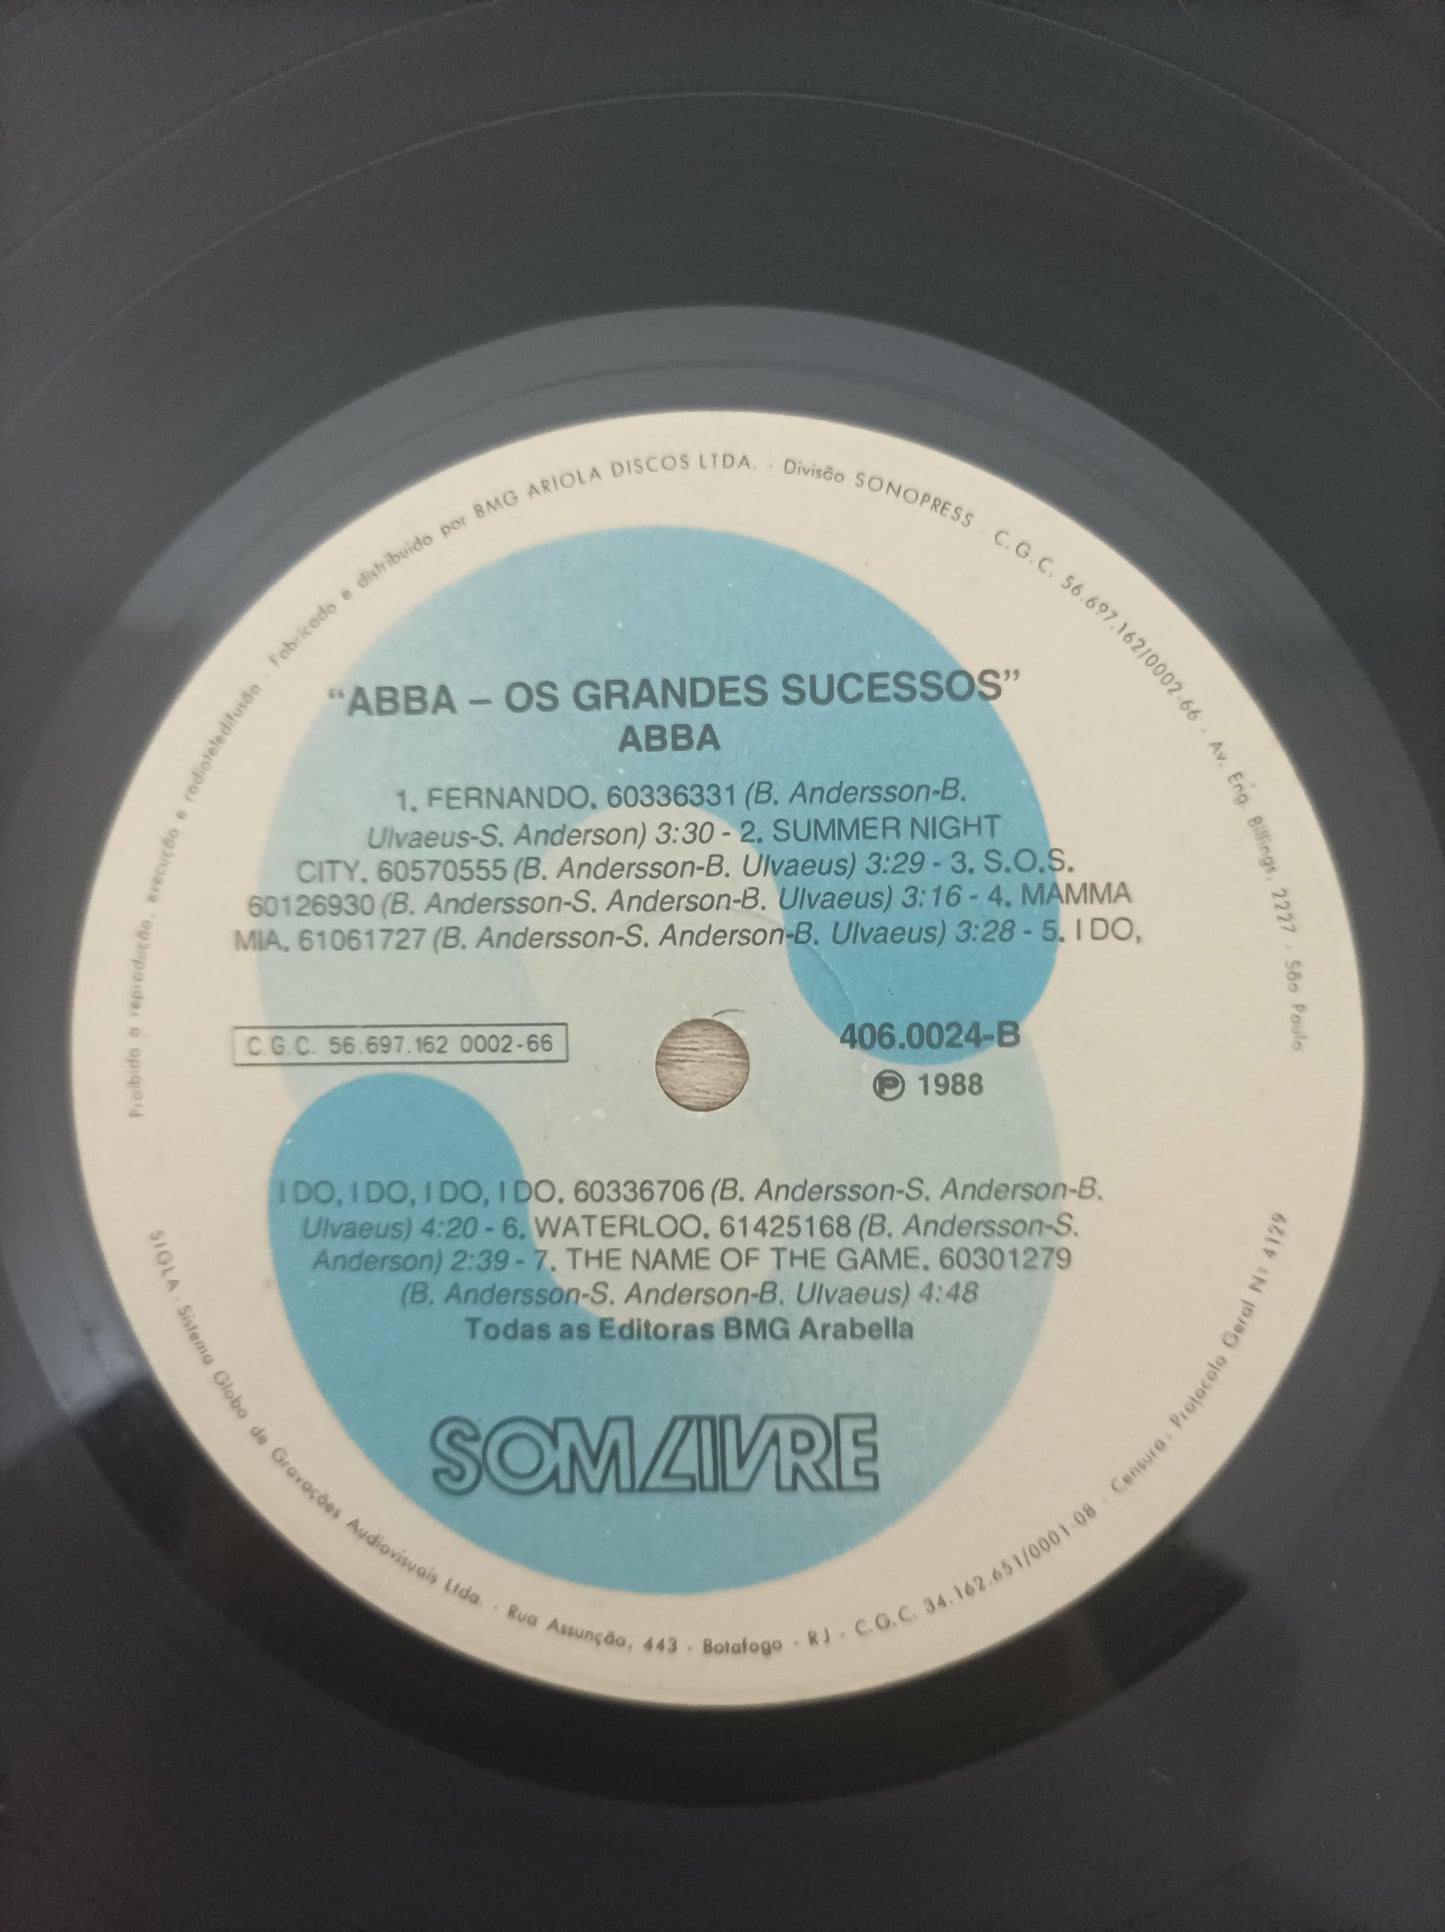 Proibida a reprodução, execução e radioteledifusão · Fabricado e distribuido por BMG ARIOLA DISCOS LTDA. · Divisão SONOPRESS · C.G.C. 56.697.162/0002-66 · Av. Eng. Billings, 2227 · São Paulo
“ABBA – OS GRANDES SUCESSOS”
ABBA
1. FERNANDO. 60336331 (B. Andersson-B.
Ulvaeus-S. Anderson) 3:30 - 2. SUMMER NIGHT
CITY. 60570555 (B. Andersson-B. Ulvaeus) 3:29 - 3. S.O.S.
60126930 (B. Andersson-S. Anderson-B. Ulvaeus) 3:16 - 4. MAMMA
MIA. 61061727 (B. Andersson-S. Anderson-B. Ulvaeus) 3:28 - 5. I DO,
C.G.C. 56.697.162 0002-66
406.0024-B
Ⓟ 1988
I DO, I DO, I DO, I DO. 60336706 (B. Andersson-S. Anderson-B.
Ulvaeus) 4:20 - 6. WATERLOO. 61425168 (B. Andersson-S.
Anderson) 2:39 - 7. THE NAME OF THE GAME. 60301279
(B. Andersson-S. Anderson-B. Ulvaeus) 4:48
Todas as Editoras BMG Arabella
SOM LIVRE
SIGLA · Sistema Globo de Gravações Audiovisuais Ltda. · Rua Assunção, 443 · Botafogo · RJ · C.G.C. 34.162.651/0001-08 · Censura: Protocolo Geral Nº 4129